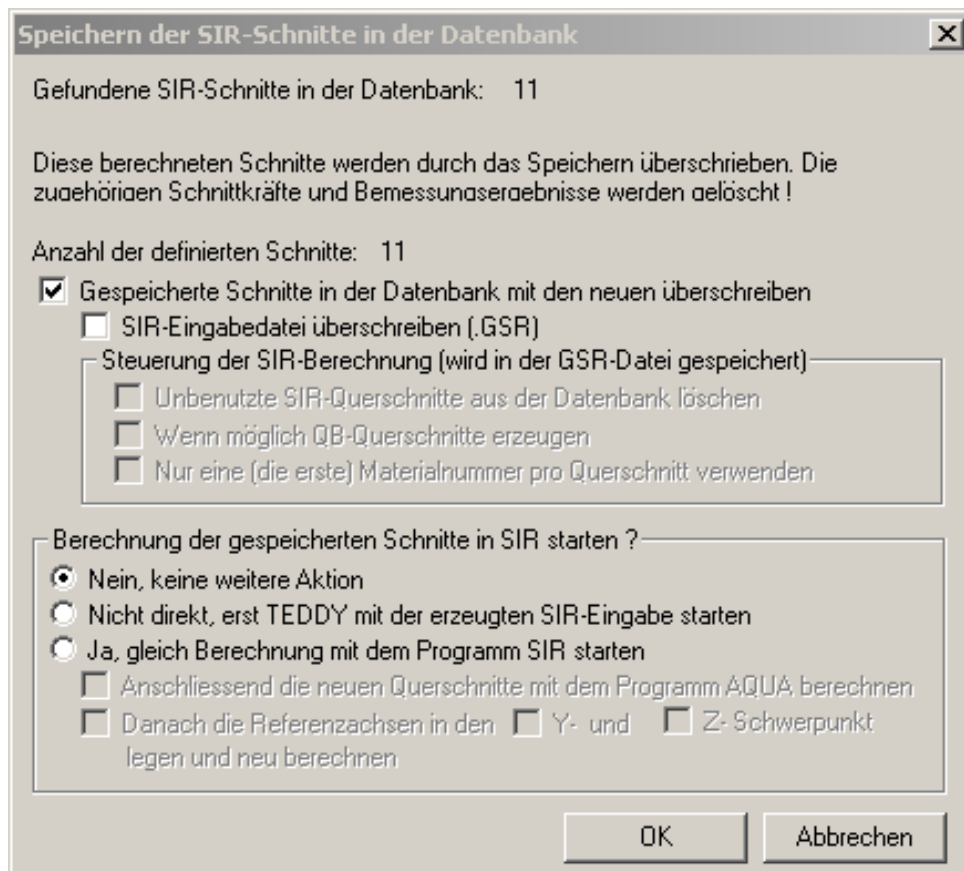 Speichern der SIR-Schnitte in der Datenbank
Gefundene SIR-Schnitte in der Datenbank: 11
Diese berechneten Schnitte werden durch das Speichern überschrieben. Die
zugehörigen Schnittkräfte und Bemessungsergebnisse werden gelöscht !
Anzahl der definierten Schnitte: 11
Gespeicherte Schnitte in der Datenbank mit den neuen überschreiben
SIR-Eingabedatei überschreiben (.GSR)
Steuerung der SIR-Berechnung (wird in der GSR-Datei gespeichert)
Unbenutzte SIR-Querschnitte aus der Datenbank löschen
Wenn möglich QB-Querschnitte erzeugen
Nur eine (die erste) Materialnummer pro Querschnitt verwenden
Berechnung der gespeicherten Schnitte in SIR starten ?
Nein, keine weitere Aktion
Nicht direkt, erst TEDDY mit der erzeugten SIR-Eingabe starten
Ja, gleich Berechnung mit dem Programm SIR starten
Anschliessend die neuen Querschnitte mit dem Programm AQUA berechnen
Danach die Referenzachsen in den Y- und Z- Schwerpunkt
legen und neu berechnen
OK Abbrechen